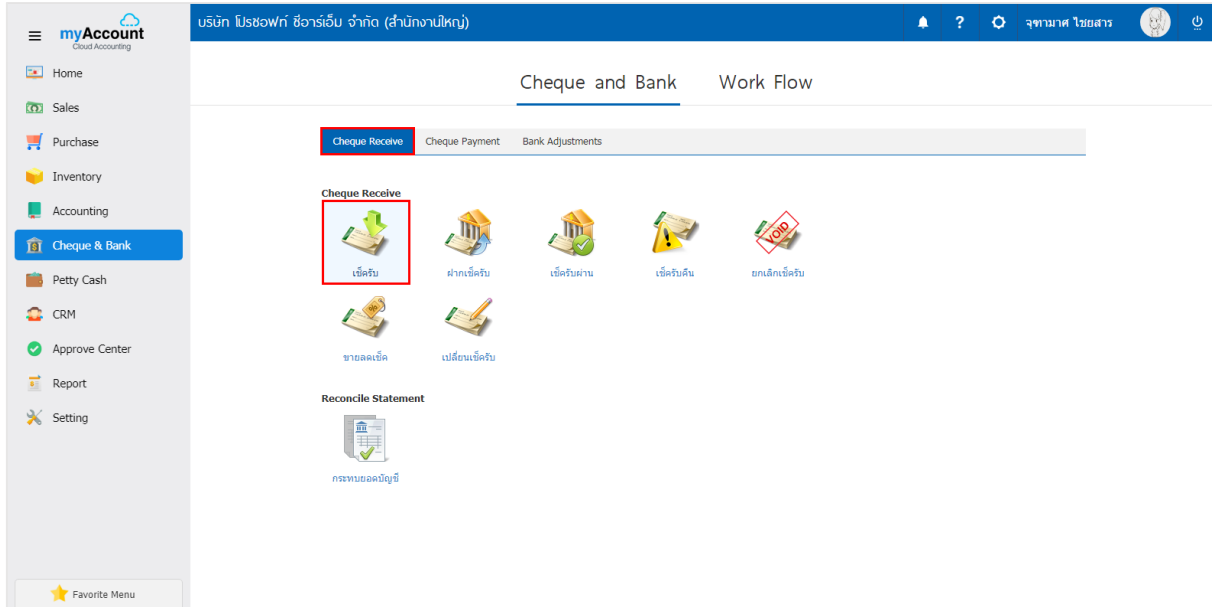 myAccount
Cloud Accounting
บริษัท โปรซอฟท์ ซีอาร์เอ็ม จำกัด (สำนักงานใหญ่)
?
จุฑามาศ ไชยสาร
Home
Sales
Purchase
Inventory
Accounting
Cheque & Bank
Petty Cash
CRM
Approve Center
Report
Setting
Favorite Menu
Cheque and Bank Work Flow
Cheque Receive Cheque Payment Bank Adjustments
Cheque Receive
VOID
เช็ครับ ฝากเช็ครับ เช็ครับผ่าน เช็ครับคืน ยกเลิกเช็ครับ
ขายลดเช็ค เปลี่ยนเช็ครับ
Reconcile Statement
กระทบยอดบัญชี